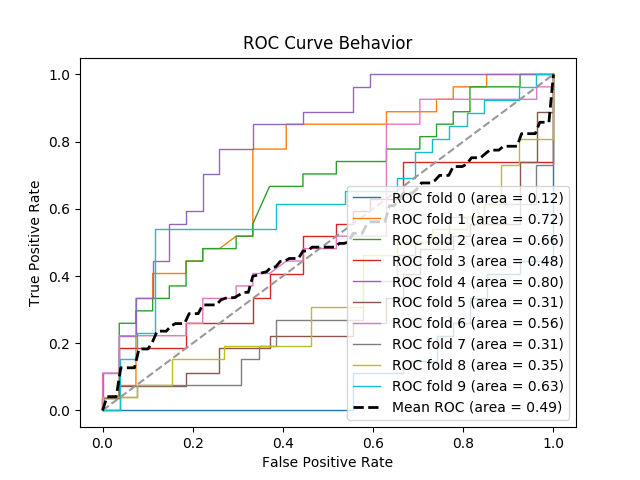 ROC Curve Behavior
True Positive Rate
1.0
0.8
0.6
0.4
0.2
0.0
ROC fold 0 (area = 0.12)
ROC fold 1 (area = 0.72)
ROC fold 2 (area = 0.66)
ROC fold 3 (area = 0.48)
ROC fold 4 (area = 0.80)
ROC fold 5 (area = 0.31)
ROC fold 6 (area = 0.56)
ROC fold 7 (area = 0.31)
ROC fold 8 (area = 0.35)
ROC fold 9 (area = 0.63)
Mean ROC (area = 0.49)
0.0 0.2 0.4 0.6 0.8 1.0
False Positive Rate